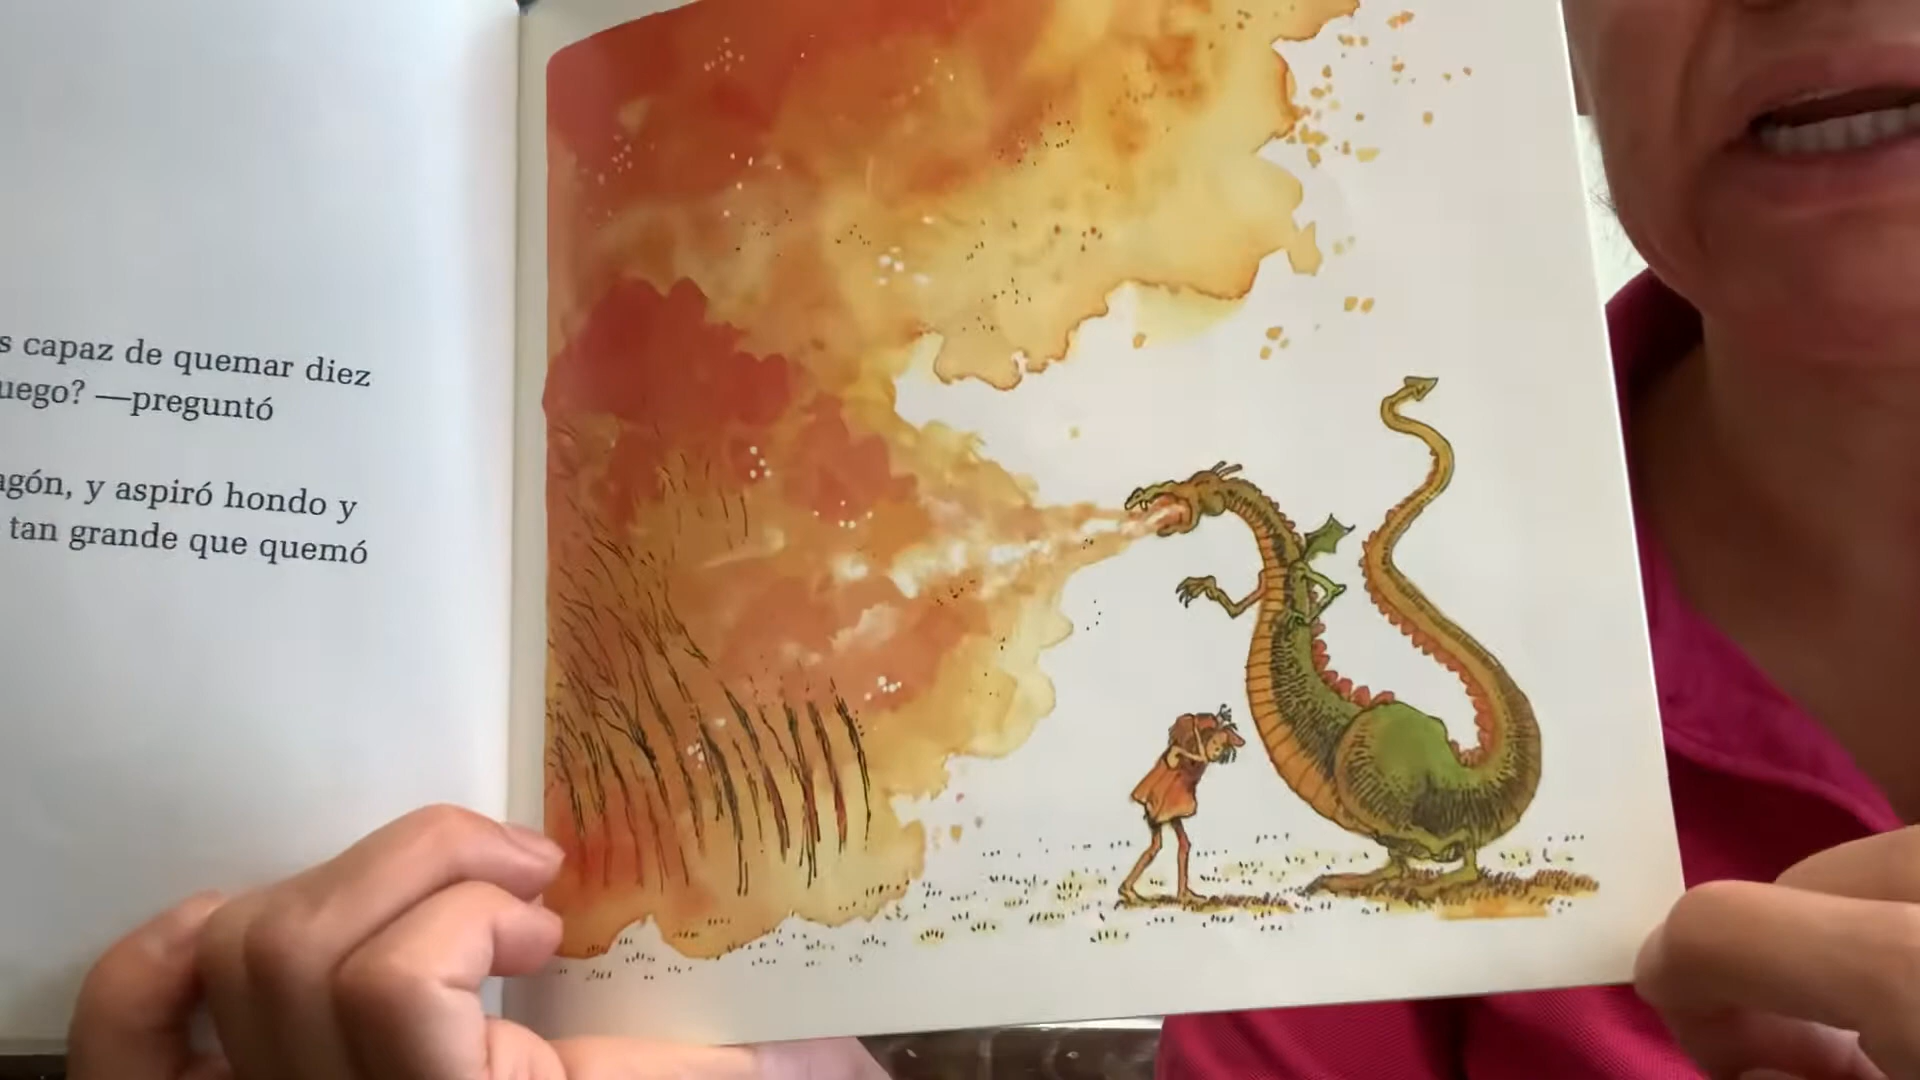 s capaz de quemar diez
uego? —preguntó
agón, y aspiró hondo y
tan grande que quemó